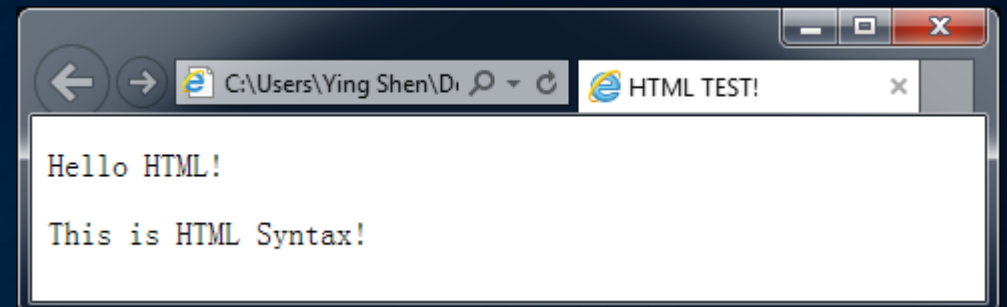 C:\Users\Ying Shen\D
HTML TEST!
Hello HTML!
This is HTML Syntax!